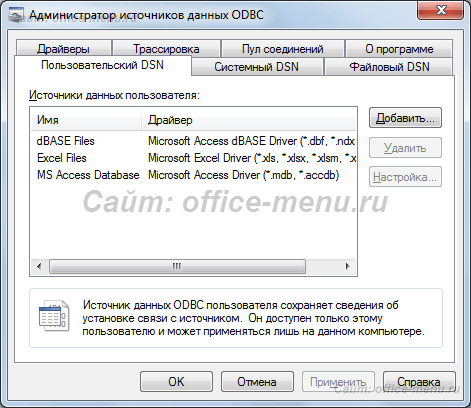 Администратор источников данных ODBC
Сайт: office-menu.ru
Драйверы Трассировка Пул соединений О программе
Пользовательский DSN Системный DSN Файловый DSN
Источники данных пользователя:
Имя Драйвер
dBASE Files Microsoft Access dBASE Driver (*.dbf, *.ndx
Excel Files Microsoft Excel Driver (*.xls, *.xlsx, *.xlsm, *.x
MS Access Database Microsoft Access Driver (*.mdb, *.accdb)
Добавить...
Удалить
Настройка...
Сайт: office-menu.ru
Источник данных ODBC пользователя сохраняет сведения об
установке связи с источником. Он доступен только этому
пользователю и может применяться лишь на данном компьютере.
OK Отмена Применить Справка
Сайт: office-menu.ru